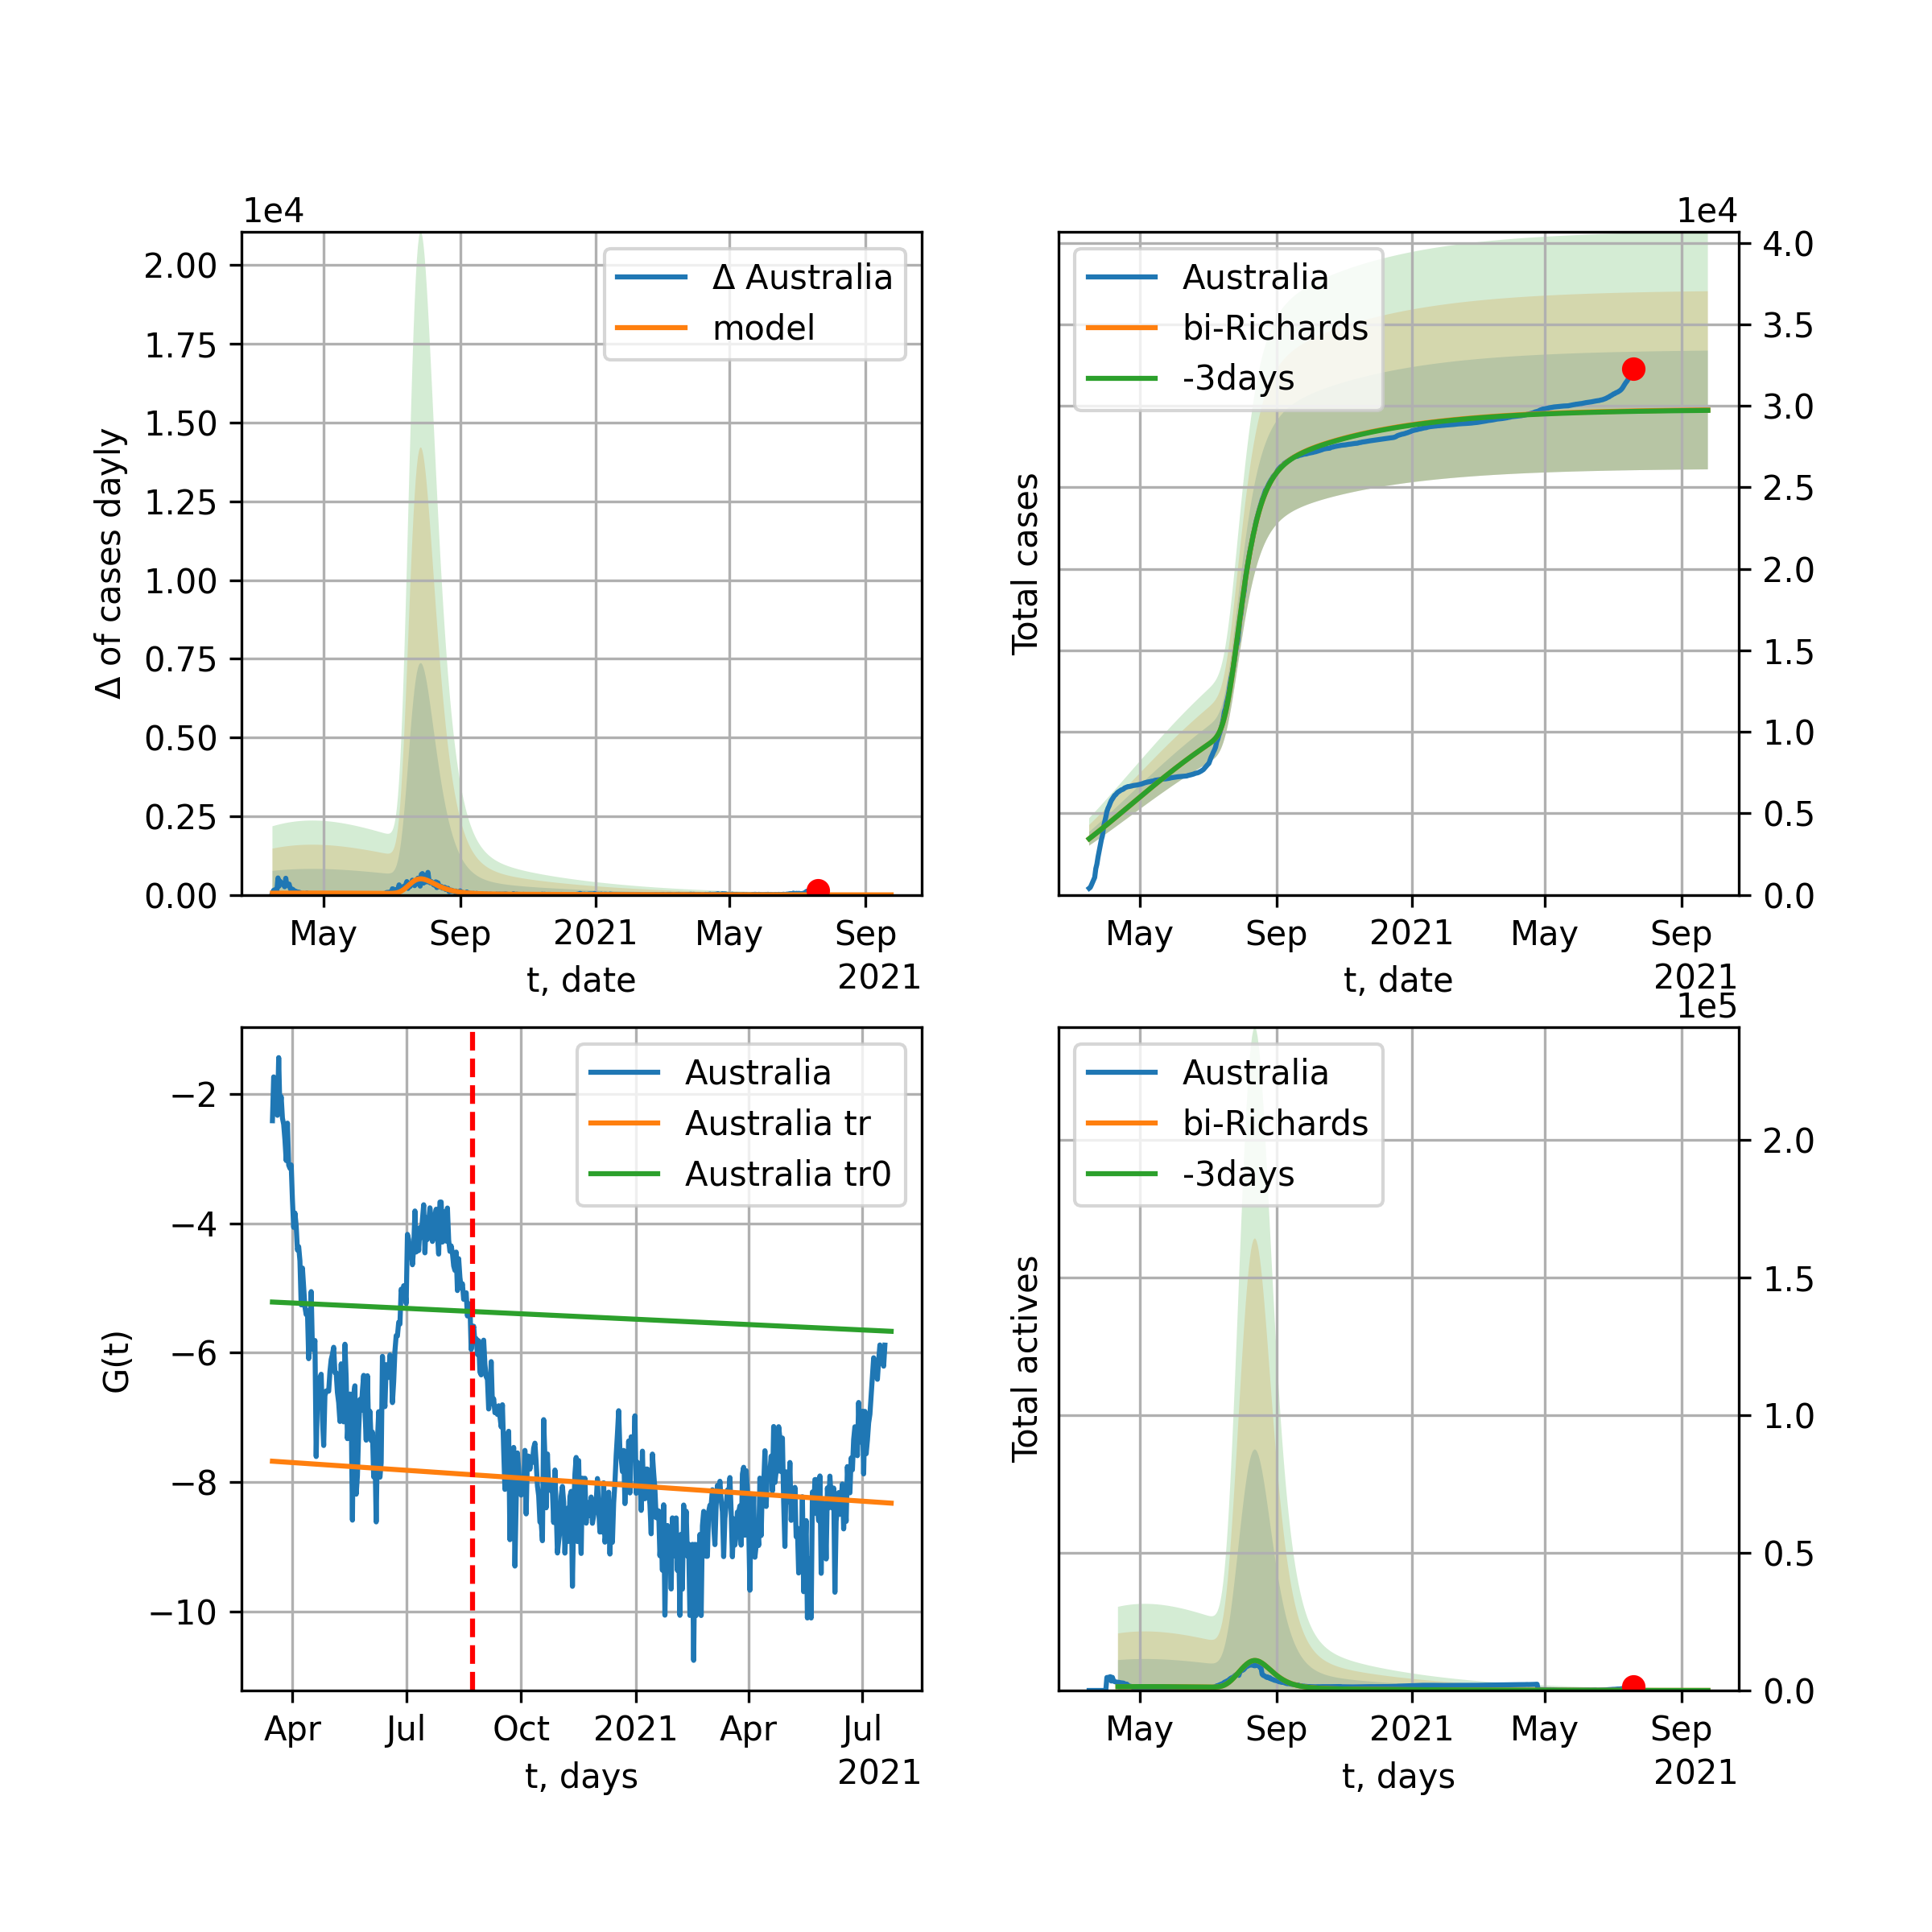 1e4
2.00
1.75
1.50
1.25
1.00
0.75
0.50
0.25
0.00
Δ of cases dayly
Δ Australia
model
May Sep 2021 May Sep
t, date
2021
1e4
4.0
3.5
3.0
2.5
2.0
1.5
1.0
0.5
0.0
Total cases
Australia
bi-Richards
-3days
May Sep 2021 May Sep
t, date
2021
−2
−4
−6
−8
−10
G(t)
Australia
Australia tr
Australia tr0
Apr Jul Oct 2021 Apr Jul
t, days
2021
1e5
2.0
1.5
1.0
0.5
0.0
Total actives
Australia
bi-Richards
-3days
May Sep 2021 May Sep
t, days
2021